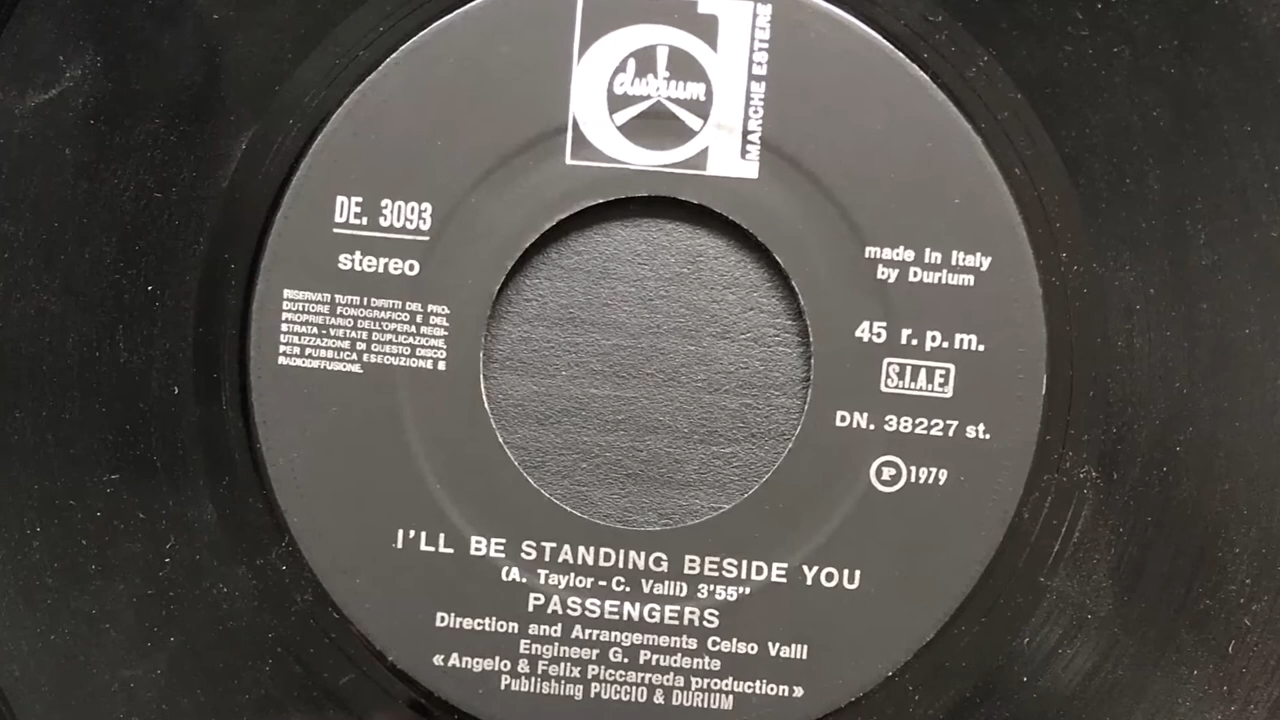 durium
MARCHE ESTERE
DE. 3093
stereo
RISERVATI TUTTI I DIRITTI DEL PRO-
DUTTORE FONOGRAFICO E DEL
PROPRIETARIO DELL'OPERA REGI-
STRATA - VIETATE DUPLICAZIONE,
UTILIZZAZIONE DI QUESTO DISCO
PER PUBBLICA ESECUZIONE E
RADIODIFFUSIONE.
made in Italy
by Durium
45 r.p.m.
S.I.A.E.
DN. 38227 st.
Ⓟ 1979
I'LL BE STANDING BESIDE YOU
(A. Taylor - C. Valli) 3'55"
PASSENGERS
Direction and Arrangements Celso Valli
Engineer G. Prudente
«Angelo & Felix Piccarreda production»
Publishing PUCCIO & DURIUM